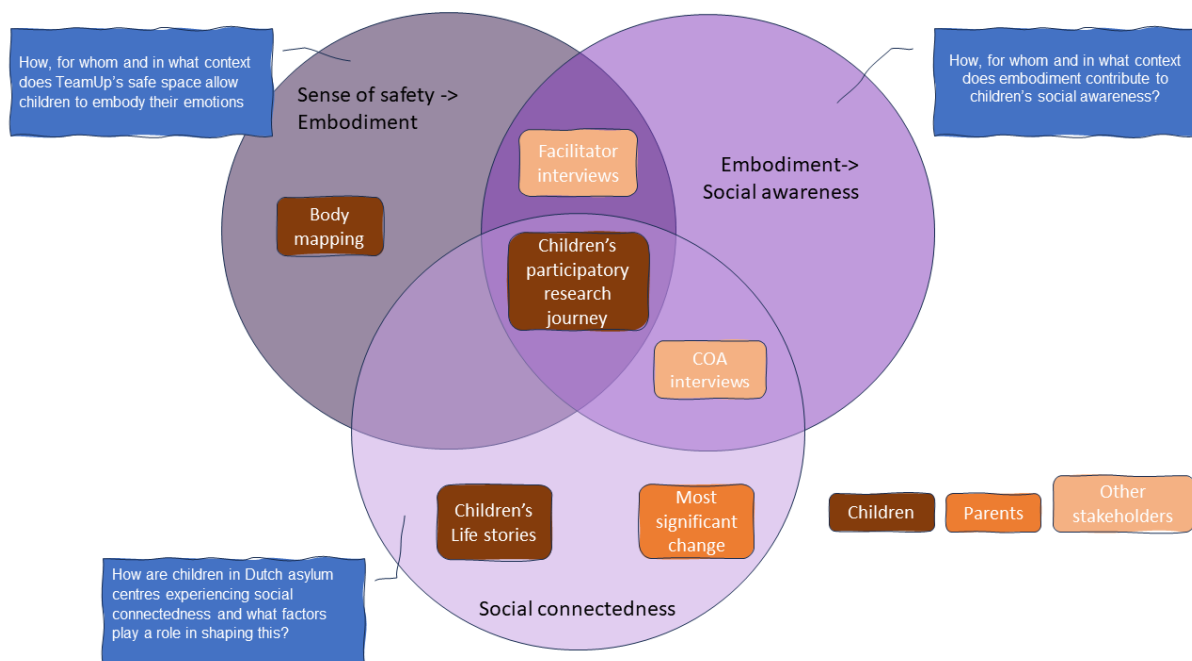 How, for whom and in what context
does TeamUp's safe space allow
children to embody their emotions
How, for whom and in what context
does embodiment contribute to
children's social awareness?
Sense of safety ->
Embodiment
Facilitator
interviews
Embodiment->
Social awareness
Body
mapping
Children's
participatory
research
journey
COA
interviews
Children's
Life stories
Most
significant
change
Children
Parents
Other
stakeholders
How are children in Dutch asylum
centres experiencing social
connectedness and what factors
play a role in shaping this?
Social connectedness